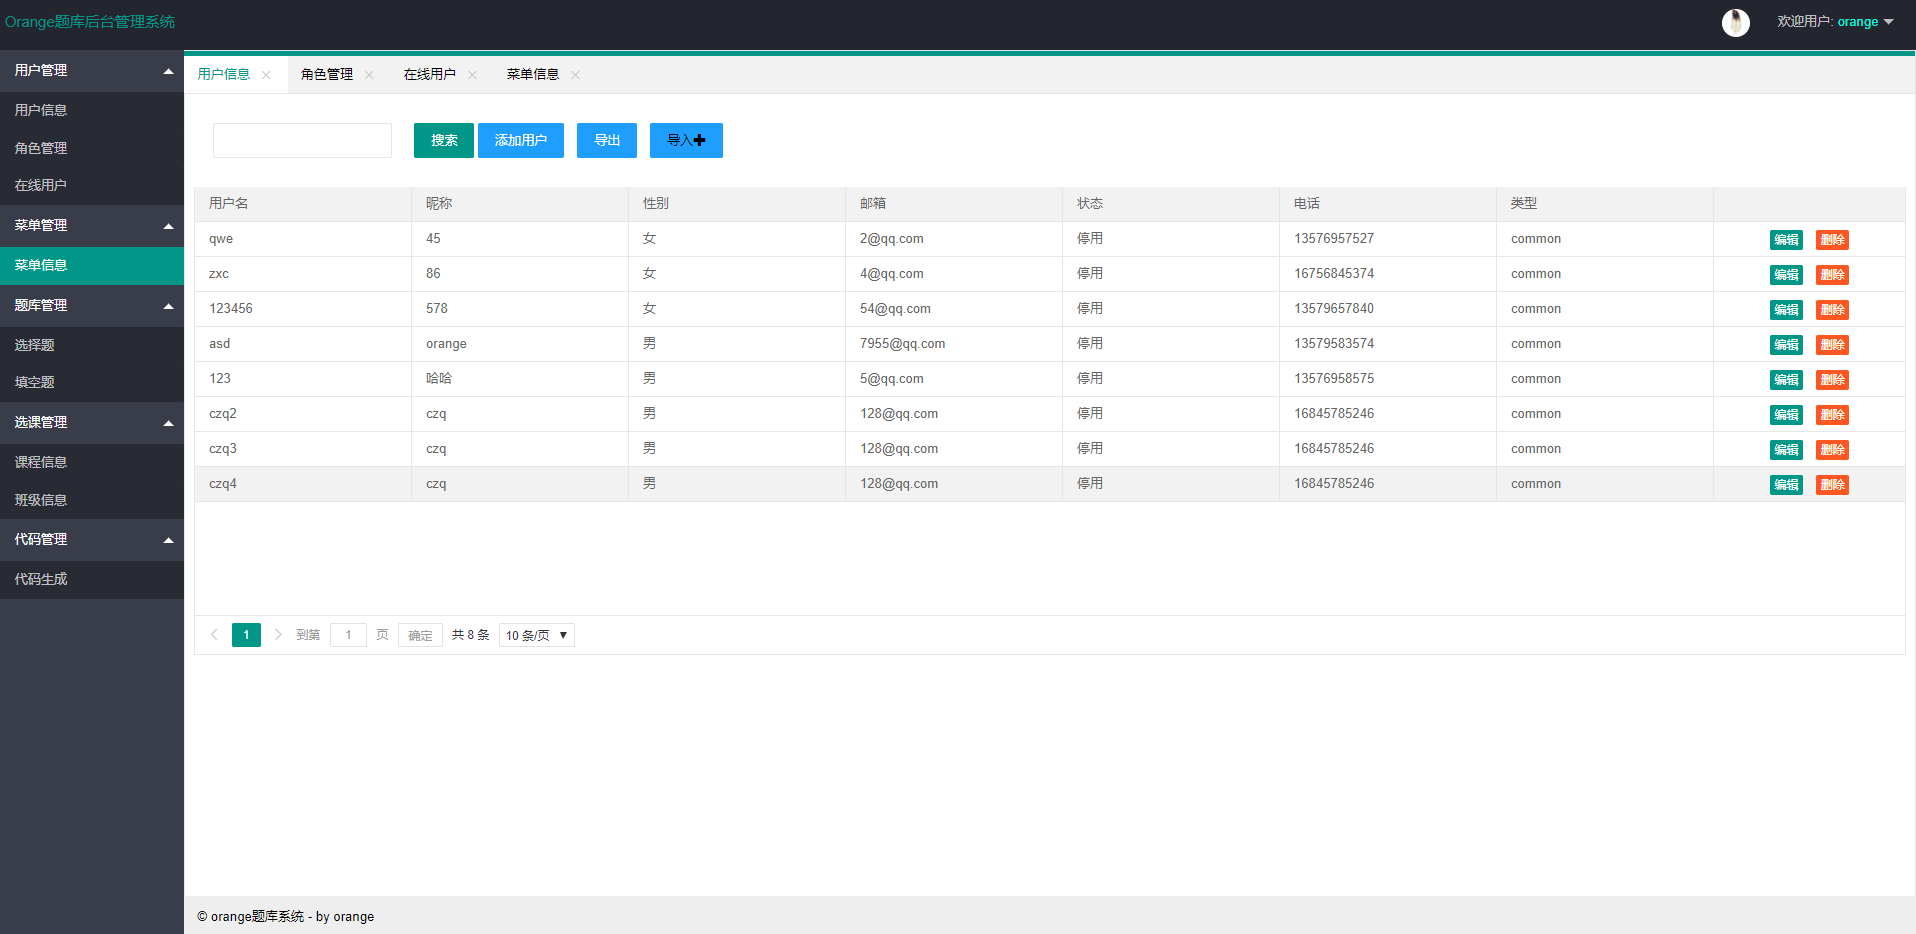 Orange题库后台管理系统
欢迎用户: orange
用户管理
用户信息
角色管理
在线用户
菜单管理
菜单信息
题库管理
选择题
填空题
选课管理
课程信息
班级信息
代码管理
代码生成
用户信息 角色管理 在线用户 菜单信息
搜索 添加用户 导出 导入
用户名 昵称 性别 邮箱 状态 电话 类型
qwe 45 女 2@qq.com 停用 13576957527 common 编辑 删除
zxc 86 女 4@qq.com 停用 16756845374 common 编辑 删除
123456 578 女 54@qq.com 停用 13579657840 common 编辑 删除
asd orange 男 7955@qq.com 停用 13579583574 common 编辑 删除
123 哈哈 男 5@qq.com 停用 13576958575 common 编辑 删除
czq2 czq 男 128@qq.com 停用 16845785246 common 编辑 删除
czq3 czq 男 128@qq.com 停用 16845785246 common 编辑 删除
czq4 czq 男 128@qq.com 停用 16845785246 common 编辑 删除
1 到第 1 页 确定 共 8 条 10 条/页
© orange题库系统 - by orange